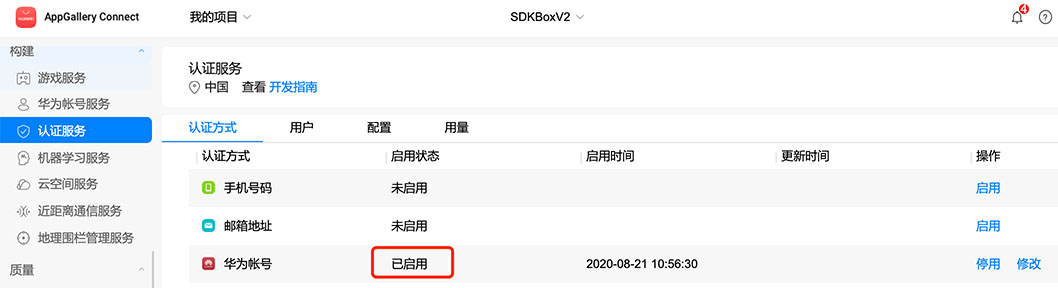 AppGallery Connect 我的项目 SDKBoxV2 4
构建
游戏服务
华为帐号服务
认证服务
机器学习服务
云空间服务
近距离通信服务
地理围栏管理服务
质量
认证服务
中国 查看 开发指南
认证方式 用户 配置 用量
认证方式 启用状态 启用时间 更新时间 操作
手机号码 未启用 启用
邮箱地址 未启用 启用
华为帐号 已启用 2020-08-21 10:56:30 停用 修改